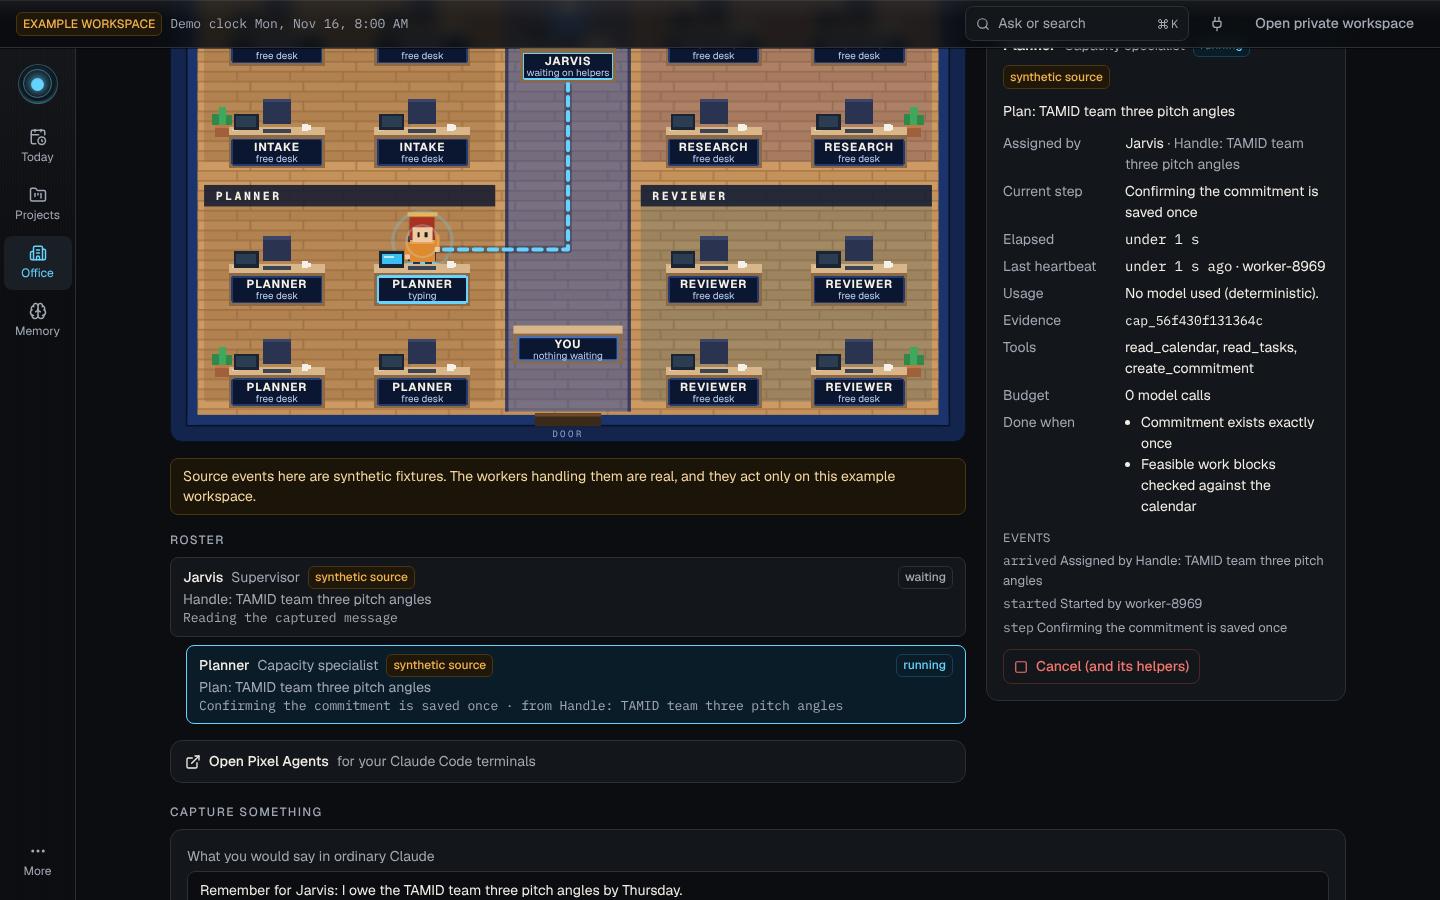 EXAMPLE WORKSPACE Demo clock Mon, Nov 16, 8:00 AM
Ask or search ⌘ K
Open private workspace
Today
Projects
Office
Memory
More
free desk
free desk
JARVIS
waiting on helpers
free desk
free desk
INTAKE
free desk
INTAKE
free desk
RESEARCH
free desk
RESEARCH
free desk
PLANNER
REVIEWER
PLANNER
free desk
PLANNER
typing
REVIEWER
free desk
REVIEWER
free desk
YOU
nothing waiting
PLANNER
free desk
PLANNER
free desk
REVIEWER
free desk
REVIEWER
free desk
DOOR
Source events here are synthetic fixtures. The workers handling them are real, and they act only on this example
workspace.
ROSTER
Jarvis Supervisor synthetic source waiting
Handle: TAMID team three pitch angles
Reading the captured message
Planner Capacity specialist synthetic source running
Plan: TAMID team three pitch angles
Confirming the commitment is saved once · from Handle: TAMID team three pitch angles
Open Pixel Agents for your Claude Code terminals
CAPTURE SOMETHING
What you would say in ordinary Claude
Remember for Jarvis: I owe the TAMID team three pitch angles by Thursday.
Planner Capacity specialist running
synthetic source
Plan: TAMID team three pitch angles
Assigned by Jarvis · Handle: TAMID team
three pitch angles
Current step Confirming the commitment is
saved once
Elapsed under 1 s
Last heartbeat under 1 s ago · worker-8969
Usage No model used (deterministic).
Evidence cap_56f430f131364c
Tools read_calendar, read_tasks,
create_commitment
Budget 0 model calls
Done when • Commitment exists exactly
once
• Feasible work blocks
checked against the
calendar
EVENTS
arrived Assigned by Handle: TAMID team three pitch
angles
started Started by worker-8969
step Confirming the commitment is saved once
Cancel (and its helpers)